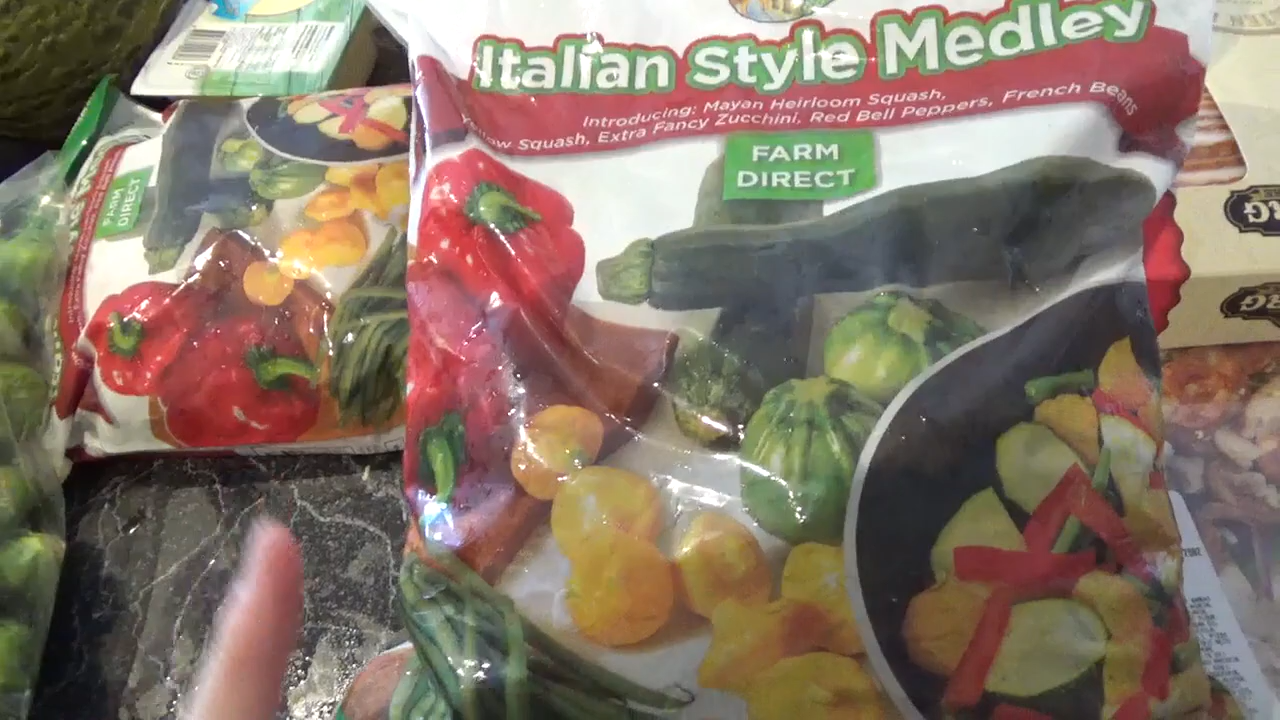 Italian Style Medley
Introducing: Mayan Heirloom Squash,
Squash, Extra Fancy Zucchini, Red Bell Peppers, French Beans
FARM
DIRECT
FARM
DIRECT